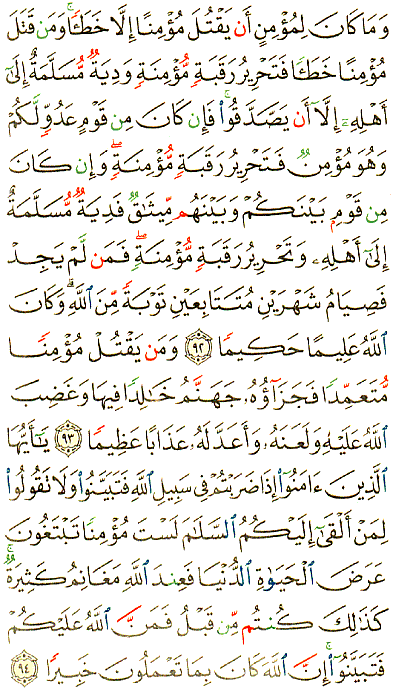 وَمَا كَانَ لِمُؤْمِنٍ أَن يَقْتُلَ مُؤْمِنًا إِلَّا خَطَـًٔا ۚ وَمَن قَتَلَ
مُؤْمِنًا خَطَـًٔا فَتَحْرِيرُ رَقَبَةٍ مُّؤْمِنَةٍ وَدِيَةٌ مُّسَلَّمَةٌ إِلَىٰٓ
أَهْلِهِۦٓ إِلَّآ أَن يَصَّدَّقُوا۟ ۚ فَإِن كَانَ مِن قَوْمٍ عَدُوٍّ لَّكُمْ
وَهُوَ مُؤْمِنٌ فَتَحْرِيرُ رَقَبَةٍ مُّؤْمِنَةٍ ۖ وَإِن كَانَ
مِن قَوْمٍۭ بَيْنَكُمْ وَبَيْنَهُم مِّيثَـٰقٌ فَدِيَةٌ مُّسَلَّمَةٌ
إِلَىٰٓ أَهْلِهِۦ وَتَحْرِيرُ رَقَبَةٍ مُّؤْمِنَةٍ ۖ فَمَن لَّمْ يَجِدْ
فَصِيَامُ شَهْرَيْنِ مُتَتَابِعَيْنِ تَوْبَةً مِّنَ ٱللَّهِ ۗ وَكَانَ
ٱللَّهُ عَلِيمًا حَكِيمًا ٩٢ وَمَن يَقْتُلْ مُؤْمِنًا
مُّتَعَمِّدًا فَجَزَآؤُهُۥ جَهَنَّمُ خَـٰلِدًا فِيهَا وَغَضِبَ
ٱللَّهُ عَلَيْهِ وَلَعَنَهُۥ وَأَعَدَّ لَهُۥ عَذَابًا عَظِيمًا ٩٣ يَـٰٓأَيُّهَا
ٱلَّذِينَ ءَامَنُوٓا۟ إِذَا ضَرَبْتُمْ فِى سَبِيلِ ٱللَّهِ فَتَبَيَّنُوا۟ وَلَا تَقُولُوا۟
لِمَنْ أَلْقَىٰٓ إِلَيْكُمُ ٱلسَّلَـٰمَ لَسْتَ مُؤْمِنًا تَبْتَغُونَ
عَرَضَ ٱلْحَيَوٰةِ ٱلدُّنْيَا فَعِندَ ٱللَّهِ مَغَانِمُ كَثِيرَةٌ ۚ
كَذَٰلِكَ كُنتُم مِّن قَبْلُ فَمَنَّ ٱللَّهُ عَلَيْكُمْ
فَتَبَيَّنُوٓا۟ ۚ إِنَّ ٱللَّهَ كَانَ بِمَا تَعْمَلُونَ خَبِيرًا ٩٤